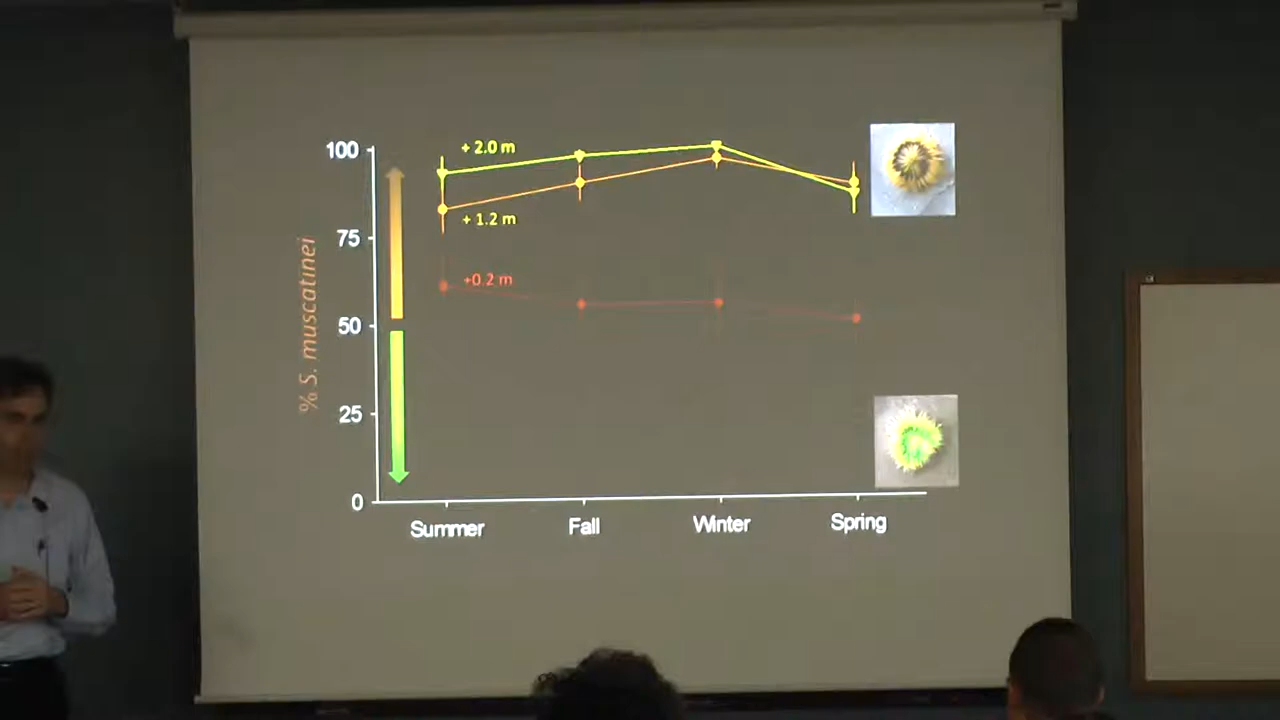 100
75
50
25
0
% S. muscatinei
+ 2.0 m
+ 1.2 m
+0.2 m
Summer
Fall
Winter
Spring